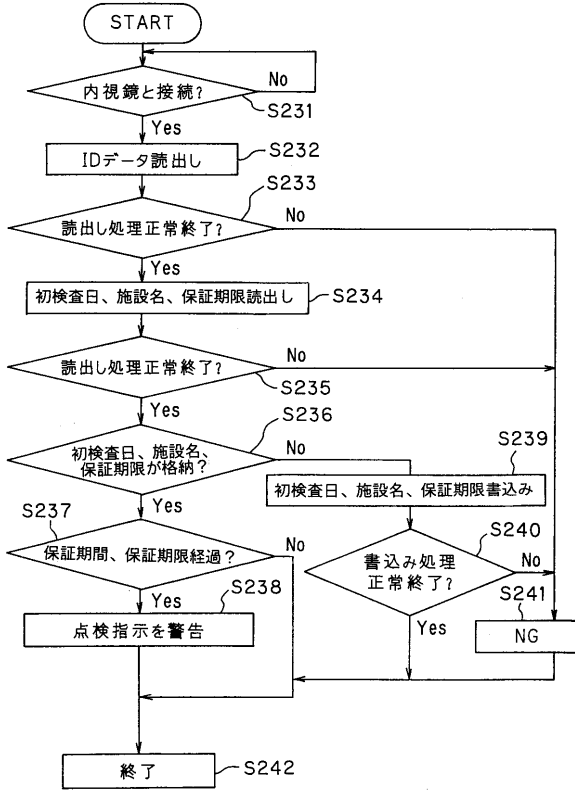 START
内視鏡と接続?
No
S231
Yes
IDデータ読出し
S232
S233
読出し処理正常終了?
No
Yes
初検査日、施設名、保証期限読出し
S234
読出し処理正常終了?
No
S235
Yes
S236
初検査日、施設名、
保証期限が格納?
No
S239
初検査日、施設名、保証期限書込み
Yes
S237
保証期間、保証期限経過?
No
S240
書込み処理
正常終了?
No
Yes
S238
点検指示を警告
S241
NG
Yes
終了
S242